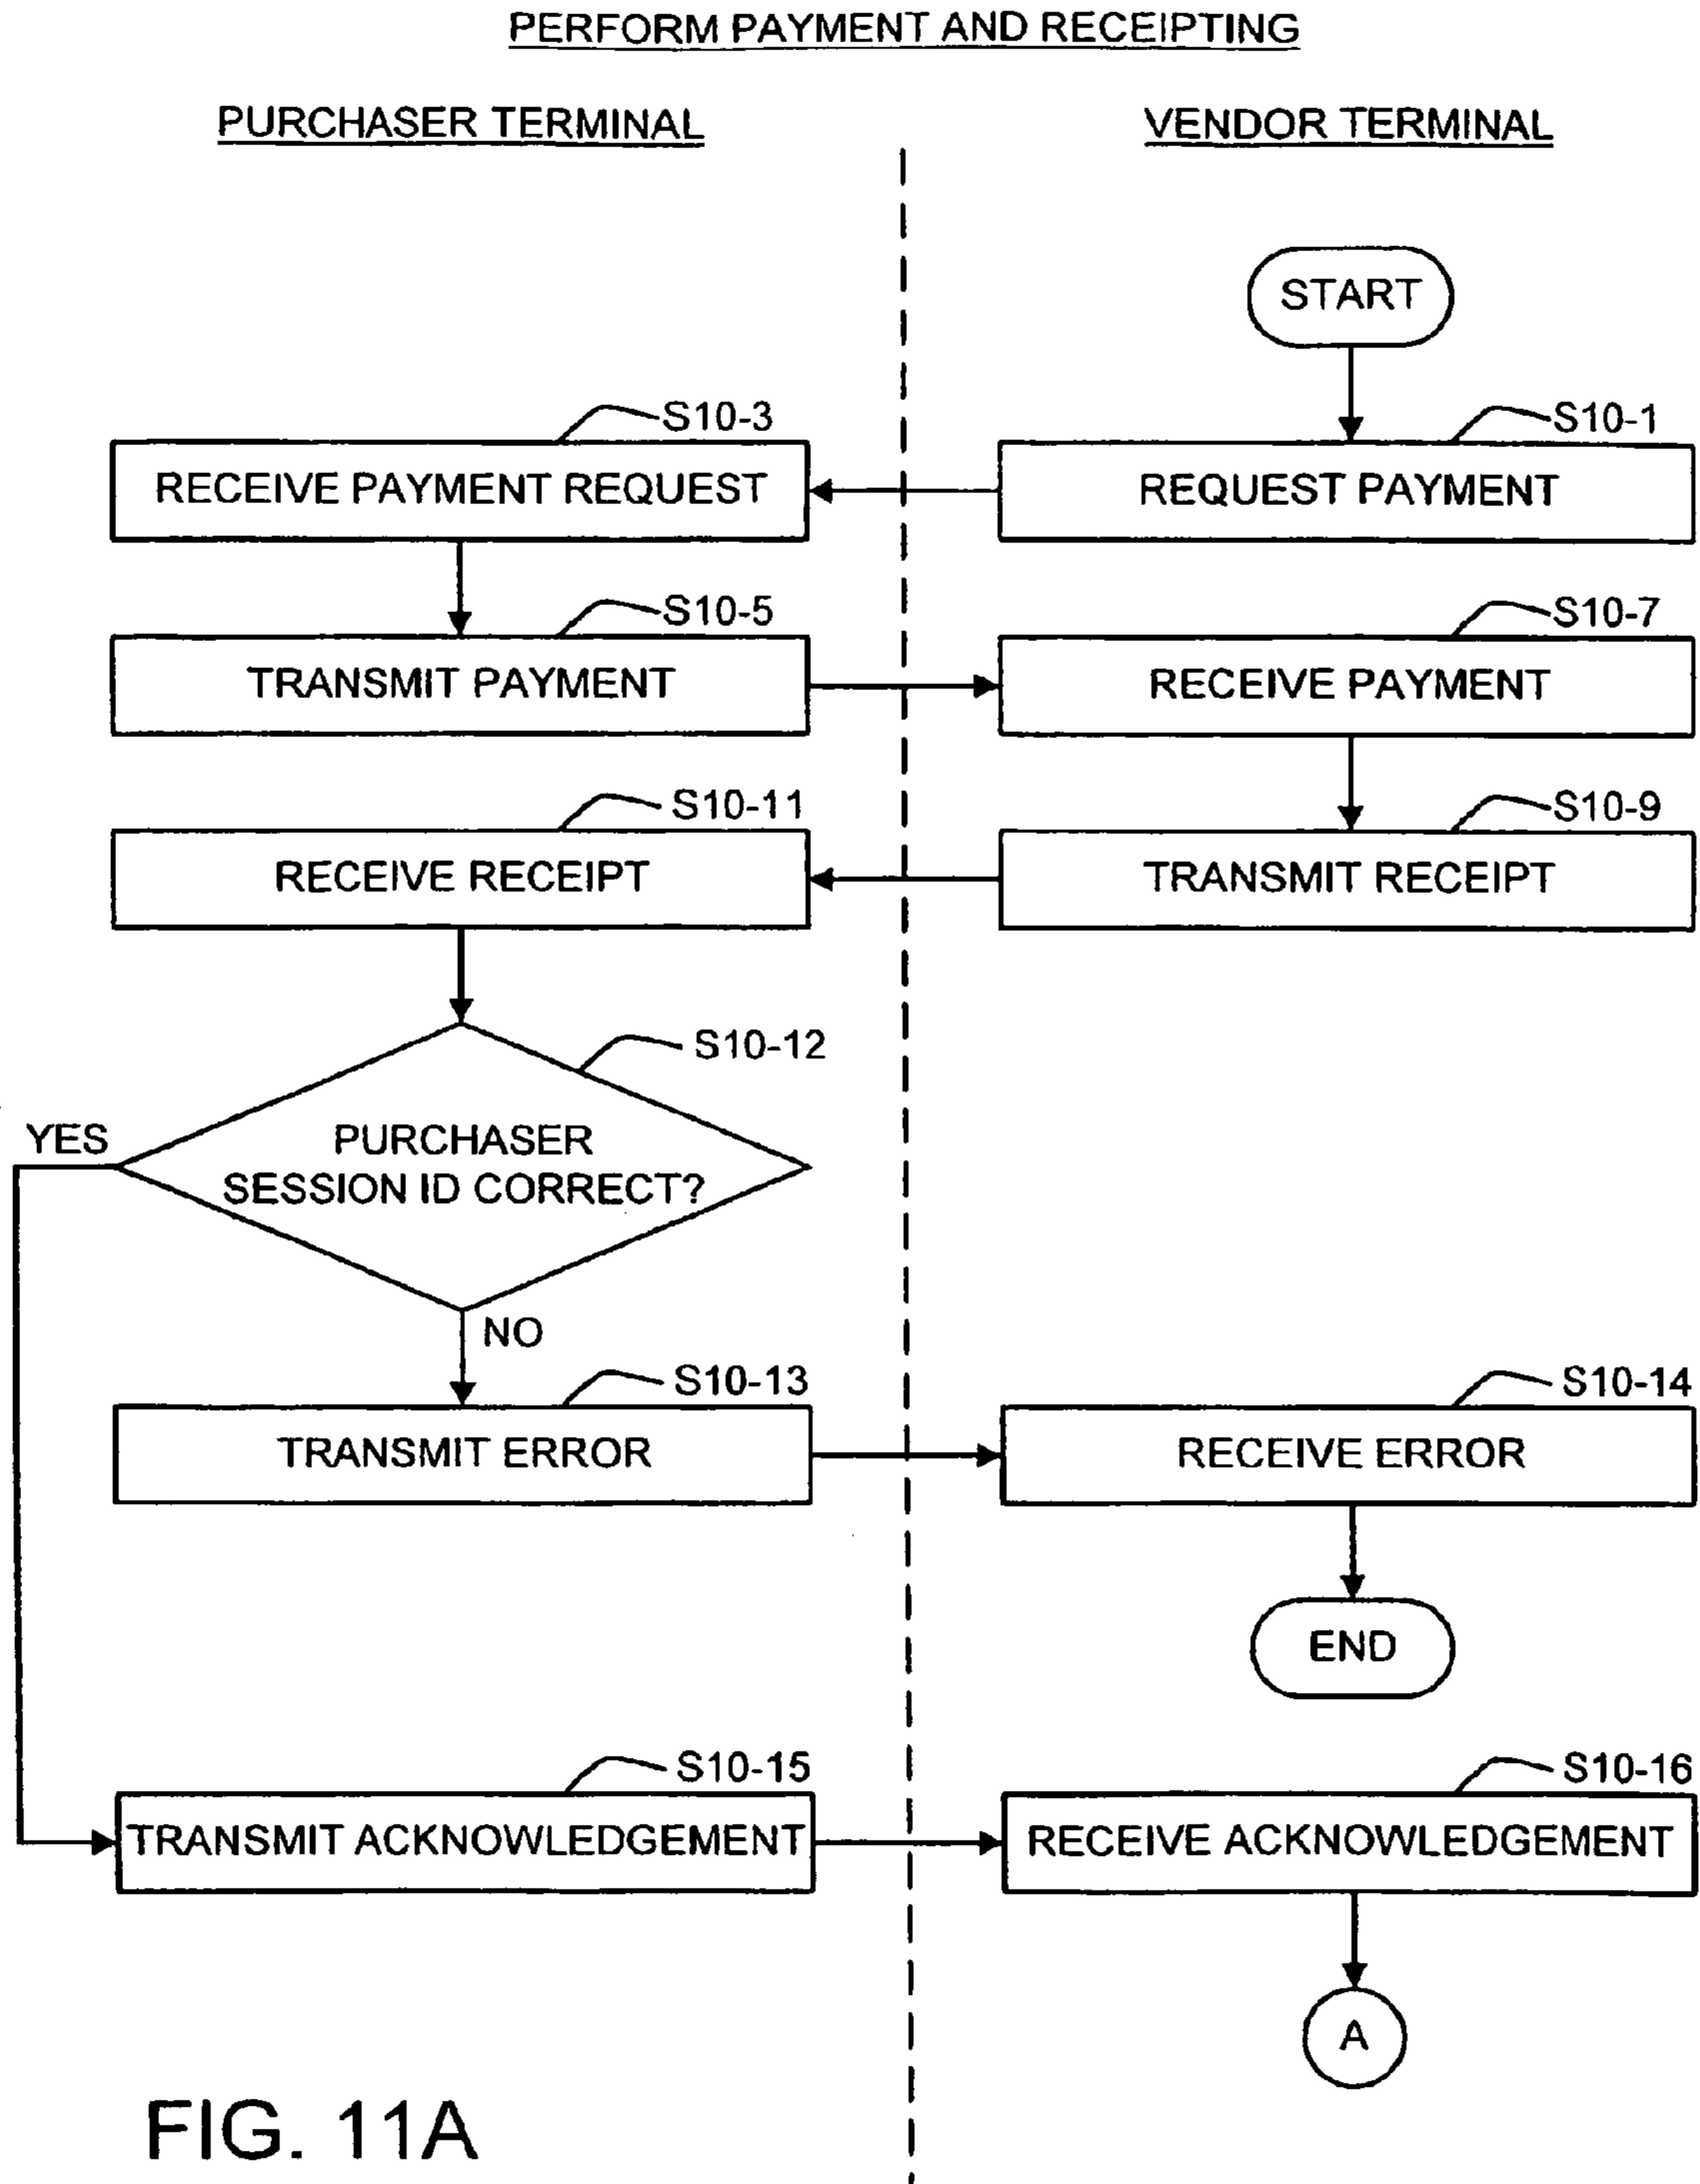 PERFORM PAYMENT AND RECEIPTING
PURCHASER TERMINAL
VENDOR TERMINAL
START
S10-3
S10-1
RECEIVE PAYMENT REQUEST
REQUEST PAYMENT
S10-5
S10-7
TRANSMIT PAYMENT
RECEIVE PAYMENT
S10-11
S10-9
RECEIVE RECEIPT
TRANSMIT RECEIPT
S10-12
YES
PURCHASER
SESSION ID CORRECT?
NO
S10-13
S10-14
TRANSMIT ERROR
RECEIVE ERROR
END
S10-15
S10-16
TRANSMIT ACKNOWLEDGEMENT
RECEIVE ACKNOWLEDGEMENT
A
FIG. 11A